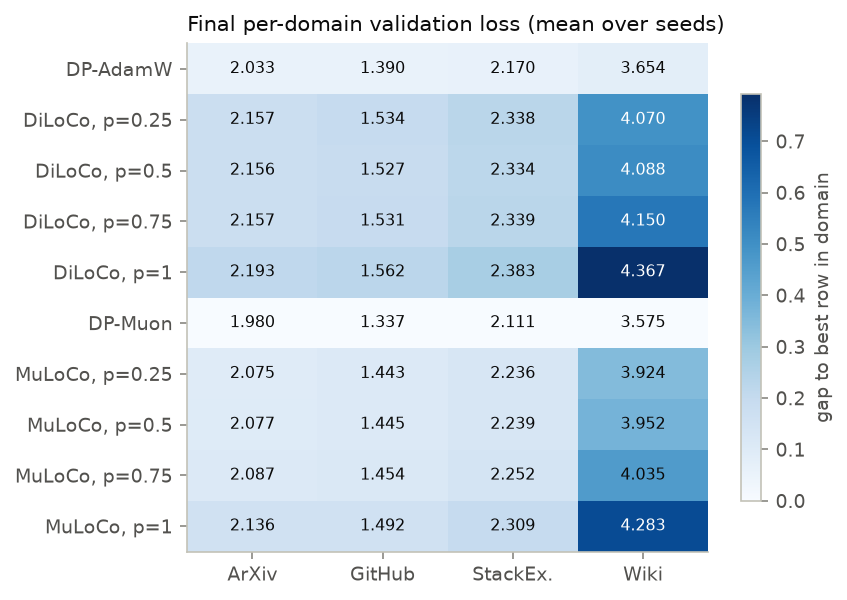 Final per-domain validation loss (mean over seeds)
DP-AdamW 2.033 1.390 2.170 3.654
DiLoCo, p=0.25 2.157 1.534 2.338 4.070
DiLoCo, p=0.5 2.156 1.527 2.334 4.088
DiLoCo, p=0.75 2.157 1.531 2.339 4.150
DiLoCo, p=1 2.193 1.562 2.383 4.367
DP-Muon 1.980 1.337 2.111 3.575
MuLoCo, p=0.25 2.075 1.443 2.236 3.924
MuLoCo, p=0.5 2.077 1.445 2.239 3.952
MuLoCo, p=0.75 2.087 1.454 2.252 4.035
MuLoCo, p=1 2.136 1.492 2.309 4.283
ArXiv GitHub StackEx. Wiki
0.7
0.6
0.5
0.4
0.3
0.2
0.1
0.0
gap to best row in domain